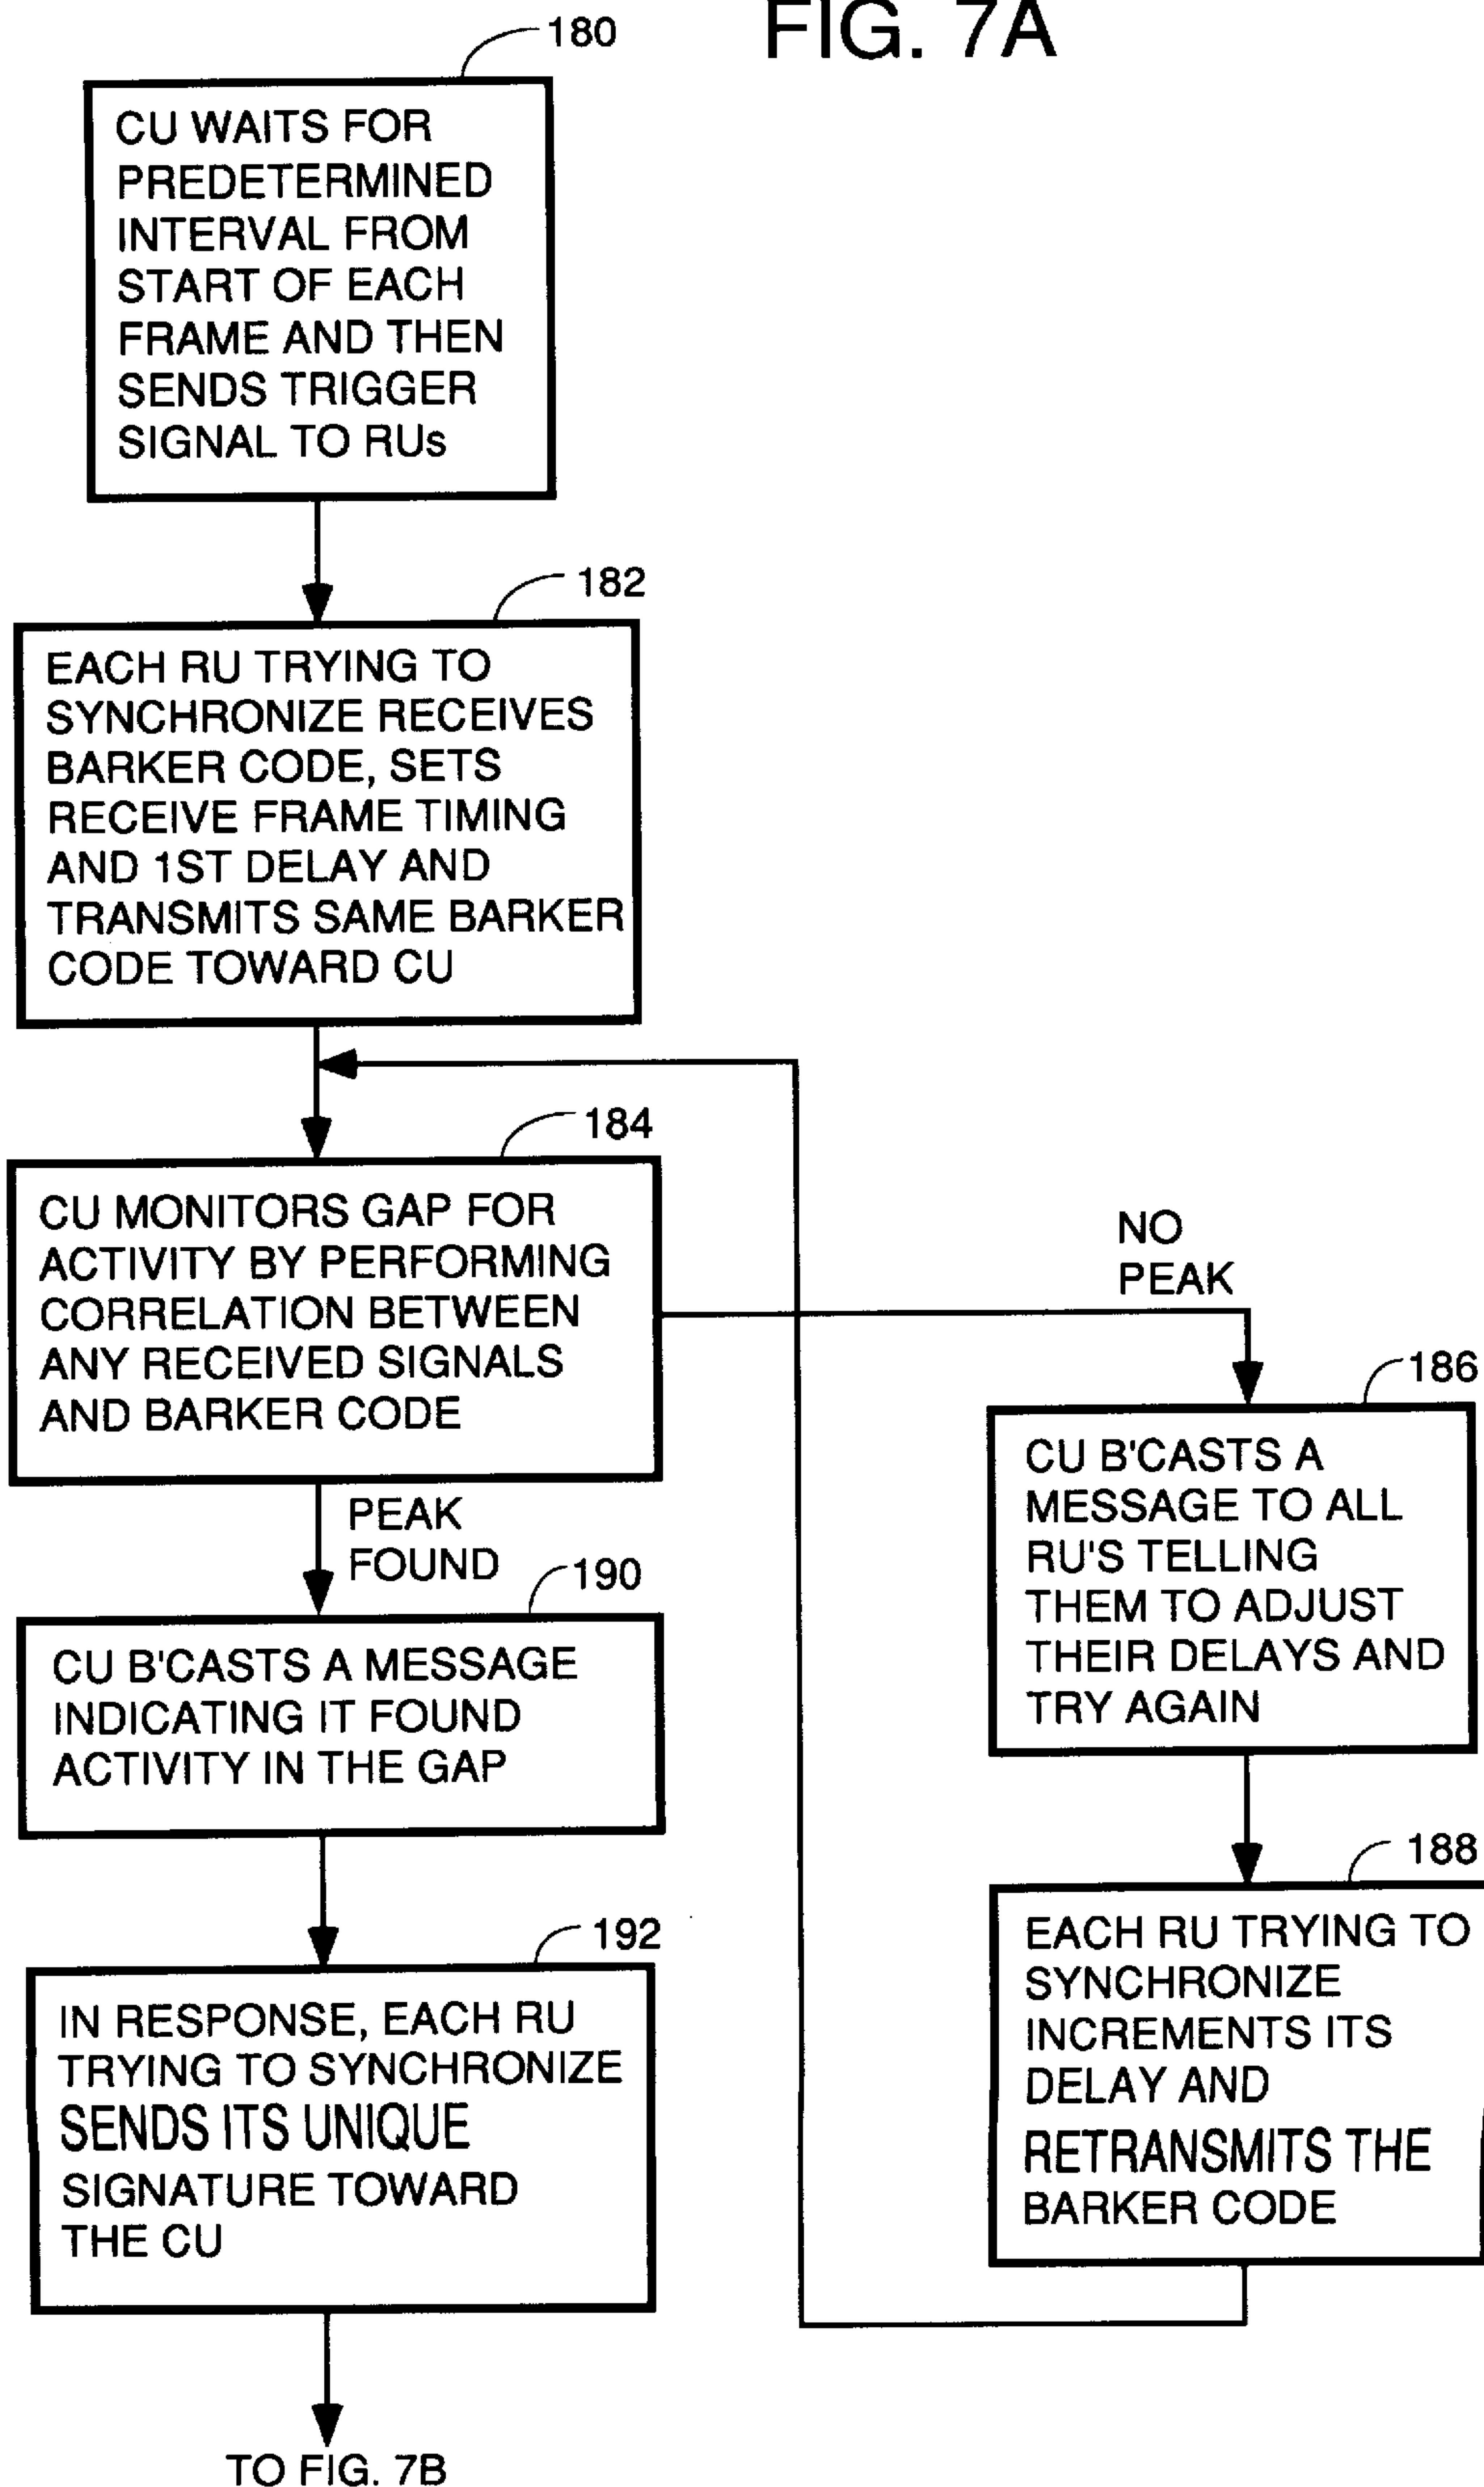 FIG. 7A
180
CU WAITS FOR
PREDETERMINED
INTERVAL FROM
START OF EACH
FRAME AND THEN
SENDS TRIGGER
SIGNAL TO RUs
182
EACH RU TRYING TO
SYNCHRONIZE RECEIVES
BARKER CODE, SETS
RECEIVE FRAME TIMING
AND 1ST DELAY AND
TRANSMITS SAME BARKER
CODE TOWARD CU
184
CU MONITORS GAP FOR
ACTIVITY BY PERFORMING
CORRELATION BETWEEN
ANY RECEIVED SIGNALS
AND BARKER CODE
NO
PEAK
186
CU B'CASTS A
MESSAGE TO ALL
RU'S TELLING
THEM TO ADJUST
THEIR DELAYS AND
TRY AGAIN
188
EACH RU TRYING TO
SYNCHRONIZE
INCREMENTS ITS
DELAY AND
RETRANSMITS THE
BARKER CODE
PEAK
FOUND
190
CU B'CASTS A MESSAGE
INDICATING IT FOUND
ACTIVITY IN THE GAP
192
IN RESPONSE, EACH RU
TRYING TO SYNCHRONIZE
SENDS ITS UNIQUE
SIGNATURE TOWARD
THE CU
TO FIG. 7B